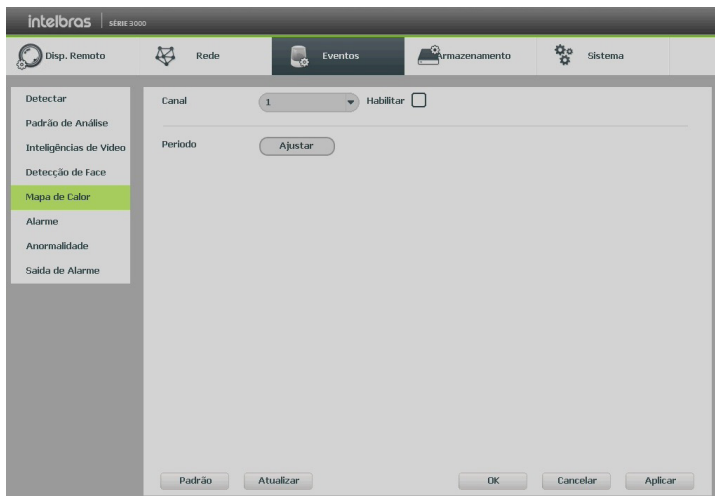 intelbras SÉRIE 3000
Disp. Remoto Rede Eventos Armazenamento Sistema
Detectar
Padrão de Análise
Inteligências de Vídeo
Detecção de Face
Mapa de Calor
Alarme
Anormalidade
Saída de Alarme
Canal 1 Habilitar
Período Ajustar
Padrão Atualizar OK Cancelar Aplicar